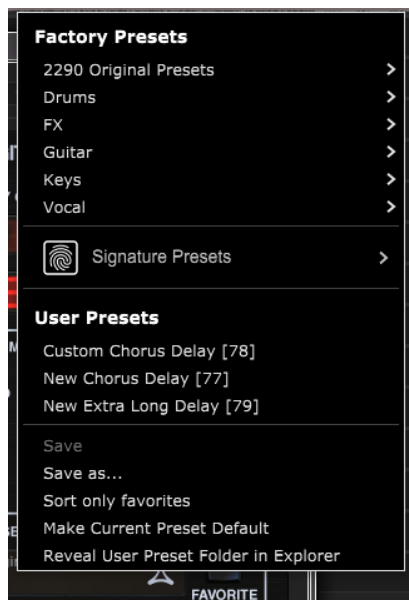 Factory Presets
2290 Original Presets
Drums
FX
Guitar
Keys
Vocal
Signature Presets
User Presets
Custom Chorus Delay [78]
New Chorus Delay [77]
New Extra Long Delay [79]
Save
Save as...
Sort only favorites
Make Current Preset Default
Reveal User Preset Folder in Explorer
FAVORITE